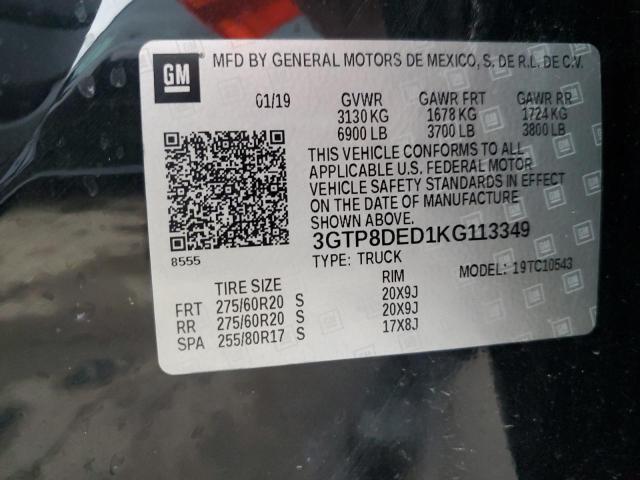 GM
MFD BY GENERAL MOTORS DE MEXICO, S. DE R.L. DE C.V.
01/19 GVWR GAWR FRT GAWR RR
3130 KG 1678 KG 1724 KG
6900 LB 3700 LB 3800 LB
THIS VEHICLE CONFORMS TO ALL
APPLICABLE U.S. FEDERAL MOTOR
VEHICLE SAFETY STANDARDS IN EFFECT
ON THE DATE OF MANUFACTURE
SHOWN ABOVE.
3GTP8DED1KG113349
8555
TYPE: TRUCK MODEL: 19TC10543
TIRE SIZE RIM
FRT 275/60R20 S 20X9J
RR 275/60R20 S 20X9J
SPA 255/80R17 S 17X8J